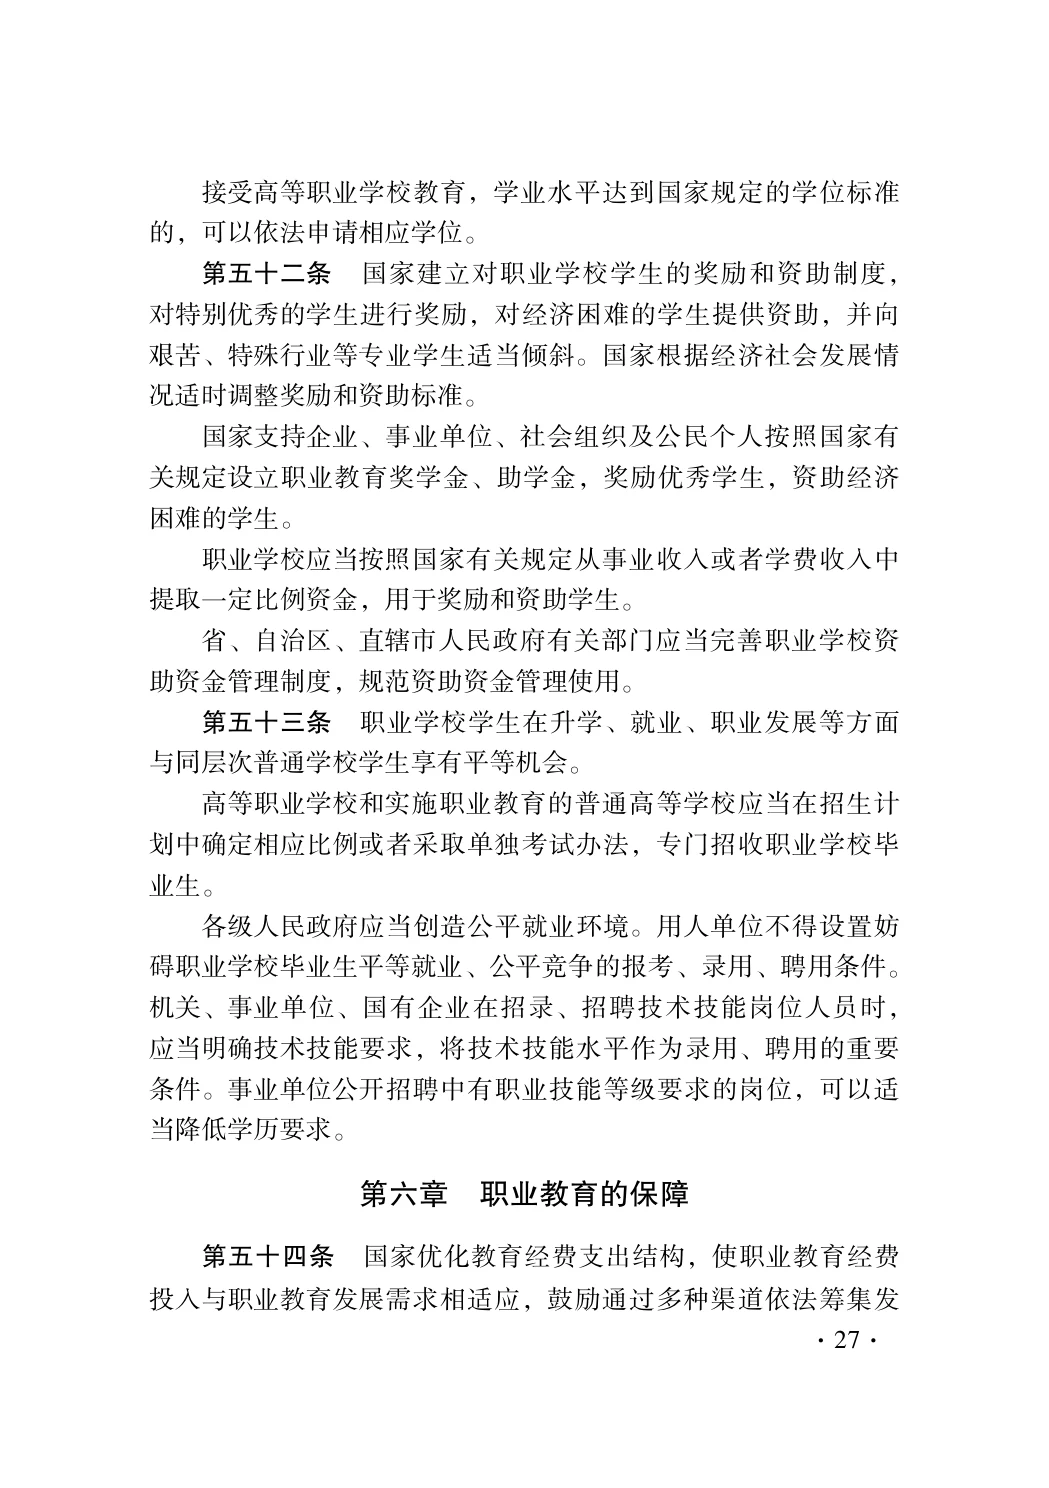 接受高等职业学校教育，学业水平达到国家规定的学位标准
的，可以依法申请相应学位。
第五十二条　国家建立对职业学校学生的奖励和资助制度，
对特别优秀的学生进行奖励，对经济困难的学生提供资助，并向
艰苦、特殊行业等专业学生适当倾斜。国家根据经济社会发展情
况适时调整奖励和资助标准。
国家支持企业、事业单位、社会组织及公民个人按照国家有
关规定设立职业教育奖学金、助学金，奖励优秀学生，资助经济
困难的学生。
职业学校应当按照国家有关规定从事业收入或者学费收入中
提取一定比例资金，用于奖励和资助学生。
省、自治区、直辖市人民政府有关部门应当完善职业学校资
助资金管理制度，规范资助资金管理使用。
第五十三条　职业学校学生在升学、就业、职业发展等方面
与同层次普通学校学生享有平等机会。
高等职业学校和实施职业教育的普通高等学校应当在招生计
划中确定相应比例或者采取单独考试办法，专门招收职业学校毕
业生。
各级人民政府应当创造公平就业环境。用人单位不得设置妨
碍职业学校毕业生平等就业、公平竞争的报考、录用、聘用条件。
机关、事业单位、国有企业在招录、招聘技术技能岗位人员时，
应当明确技术技能要求，将技术技能水平作为录用、聘用的重要
条件。事业单位公开招聘中有职业技能等级要求的岗位，可以适
当降低学历要求。
第六章　职业教育的保障
第五十四条　国家优化教育经费支出结构，使职业教育经费
投入与职业教育发展需求相适应，鼓励通过多种渠道依法筹集发
· 27 ·